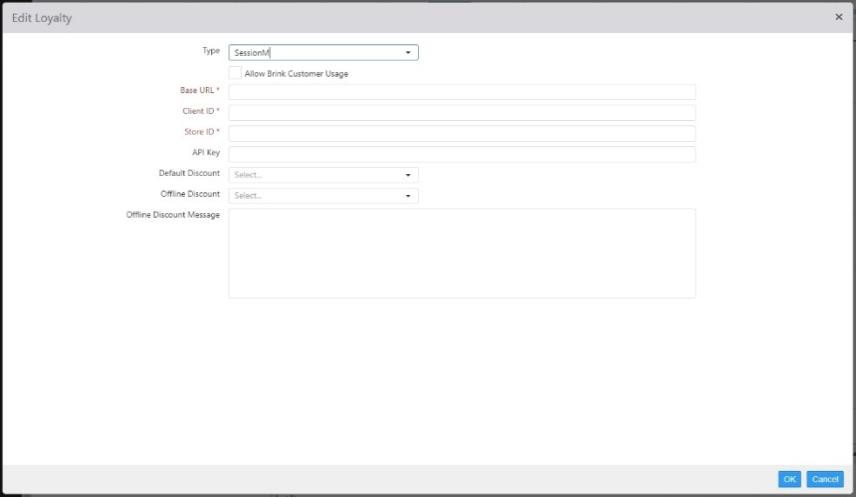 Edit Loyalty
Type SessionM
Allow Brink Customer Usage
Base URL *
Client ID *
Store ID *
API Key
Default Discount Select...
Offline Discount Select...
Offline Discount Message
OK Cancel